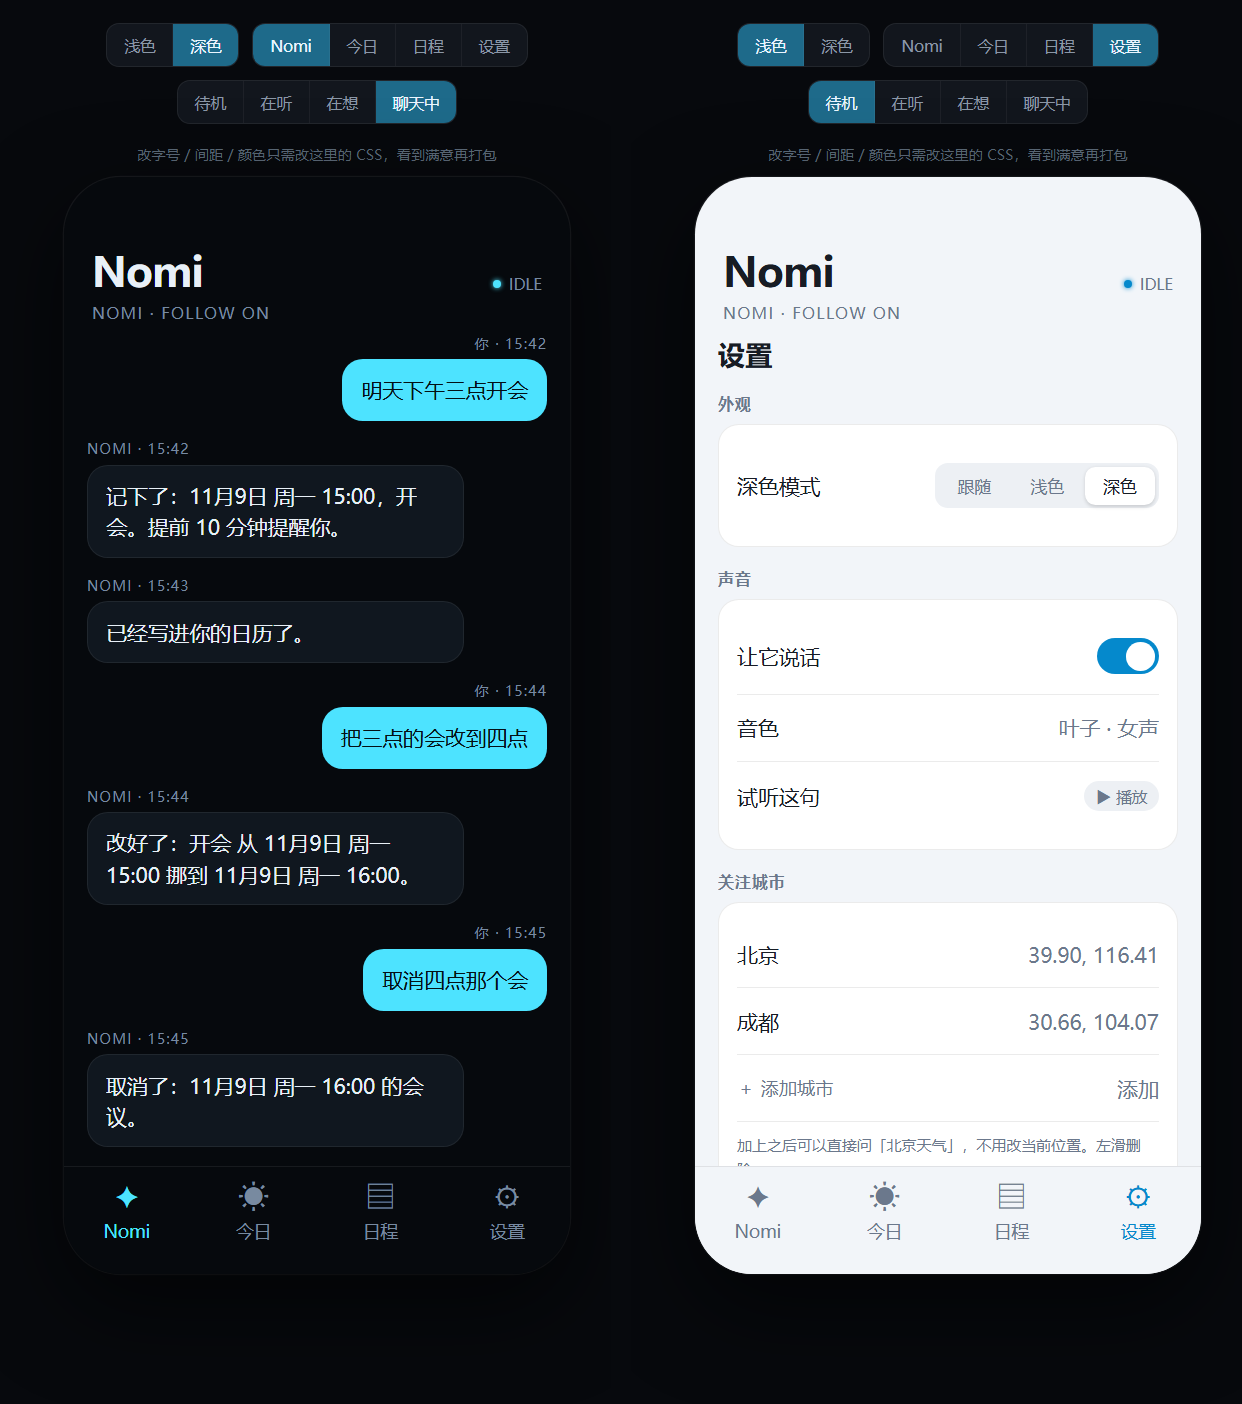 浅色 深色 Nomi 今日 日程 设置
待机 在听 在想 聊天中
改字号 / 间距 / 颜色只需改这里的 CSS，看到满意再打包
Nomi
IDLE
NOMI · FOLLOW ON
你 · 15:42
明天下午三点开会
NOMI · 15:42
记下了：11月9日 周一 15:00，开
会。提前 10 分钟提醒你。
NOMI · 15:43
已经写进你的日历了。
你 · 15:44
把三点的会改到四点
NOMI · 15:44
改好了：开会 从 11月9日 周一
15:00 挪到 11月9日 周一 16:00。
你 · 15:45
取消四点那个会
NOMI · 15:45
取消了：11月9日 周一 16:00 的会
议。
Nomi 今日 日程 设置
浅色 深色 Nomi 今日 日程 设置
待机 在听 在想 聊天中
改字号 / 间距 / 颜色只需改这里的 CSS，看到满意再打包
Nomi
IDLE
NOMI · FOLLOW ON
设置
外观
深色模式 跟随 浅色 深色
声音
让它说话
音色 叶子 · 女声
试听这句 ▶ 播放
关注城市
北京 39.90, 116.41
成都 30.66, 104.07
+ 添加城市 添加
加上之后可以直接问「北京天气」，不用改当前位置。左滑删
Nomi 今日 日程 设置